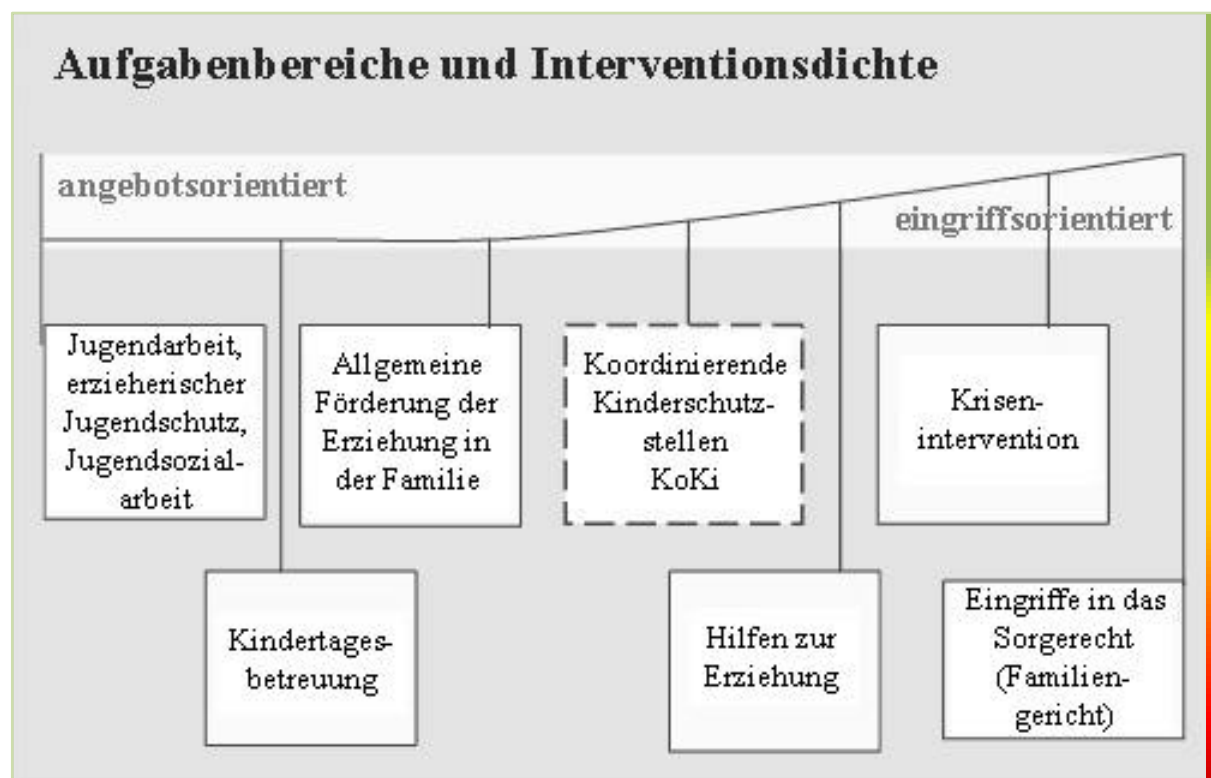 Aufgabenbereiche und Interventionsdichte
angebotsorientiert
eingriffsorientiert
Jugendarbeit,
erzieherischer
Jugendschutz,
Jugendsozial-
arbeit
Allgemeine
Förderung der
Erziehung in
der Familie
Koordinierende
Kinderschutz-
stellen
KoKi
Krisen-
intervention
Kindertages-
betreuung
Hilfen zur
Erziehung
Eingriffe in das
Sorgerecht
(Familien-
gericht)